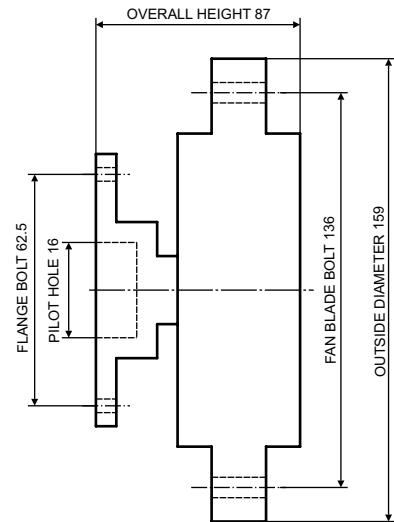 OVERALL HEIGHT 87
FLANGE BOLT 62.5
PILOT HOLE 16
FAN BLADE BOLT 136
OUTSIDE DIAMETER 159